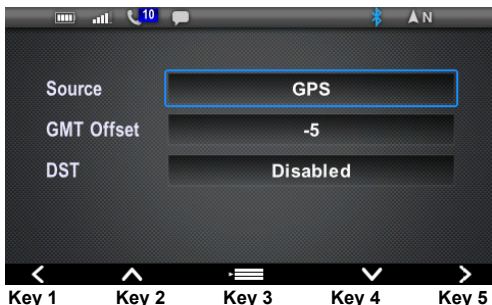 10 N
Source GPS
GMT Offset -5
DST Disabled
Key 1 Key 2 Key 3 Key 4 Key 5